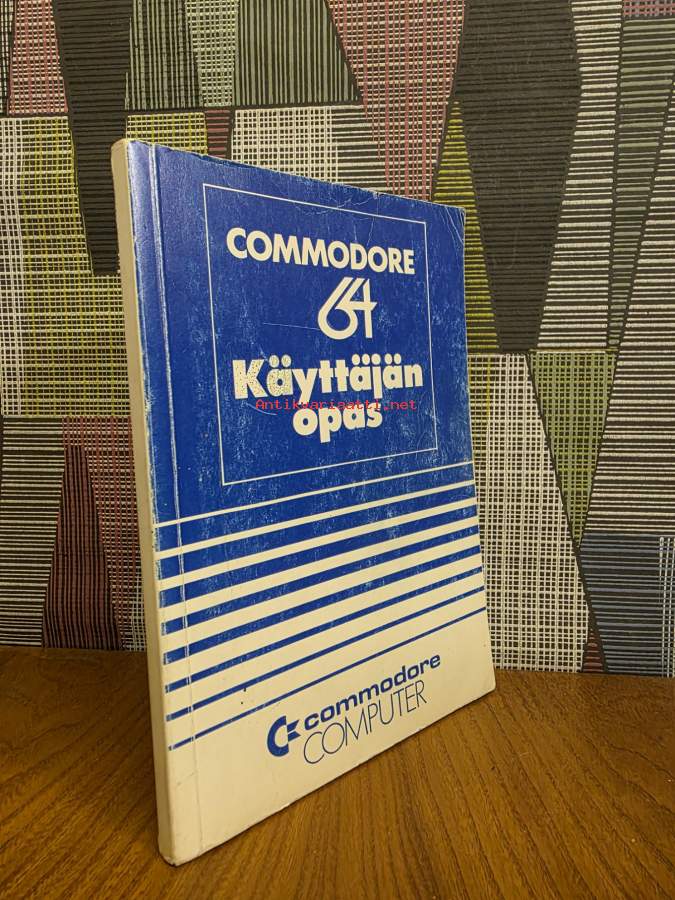 COMMODORE
64
Käyttäjän
Antikvariaatti.net
opas
commodore
COMPUTER